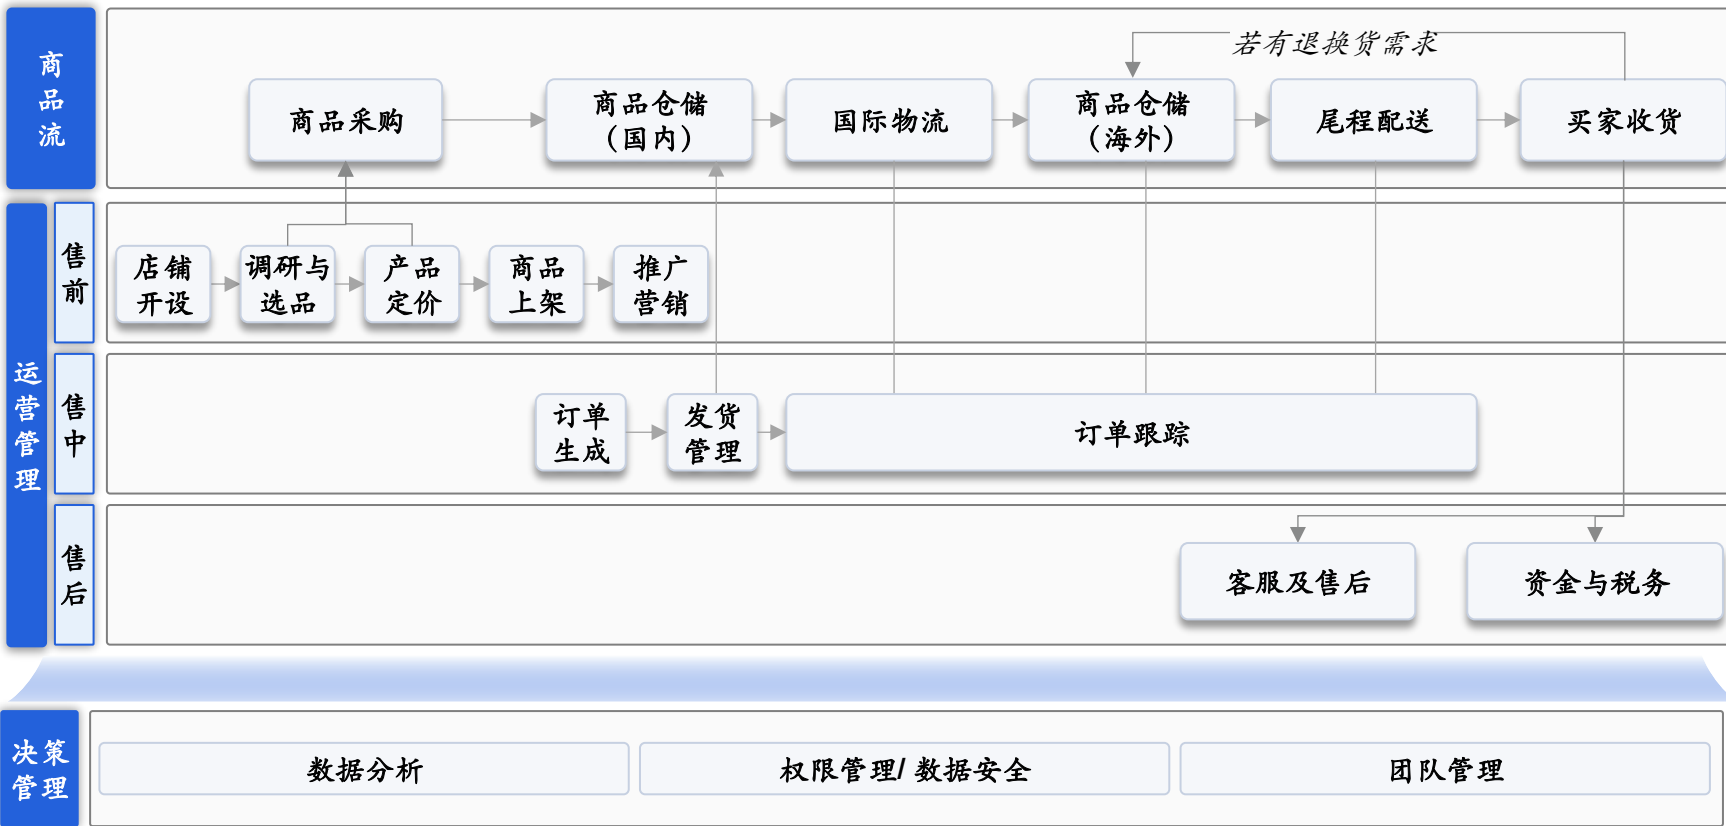 商
品
流
若有退换货需求
商品采购
商品仓储
（国内）
国际物流
商品仓储
（海外）
尾程配送
买家收货
运
营
管
理
售
前
店铺
开设
调研与
选品
产品
定价
商品
上架
推广
营销
售
中
订单
生成
发货
管理
订单跟踪
售
后
客服及售后
资金与税务
决策
管理
数据分析
权限管理/ 数据安全
团队管理